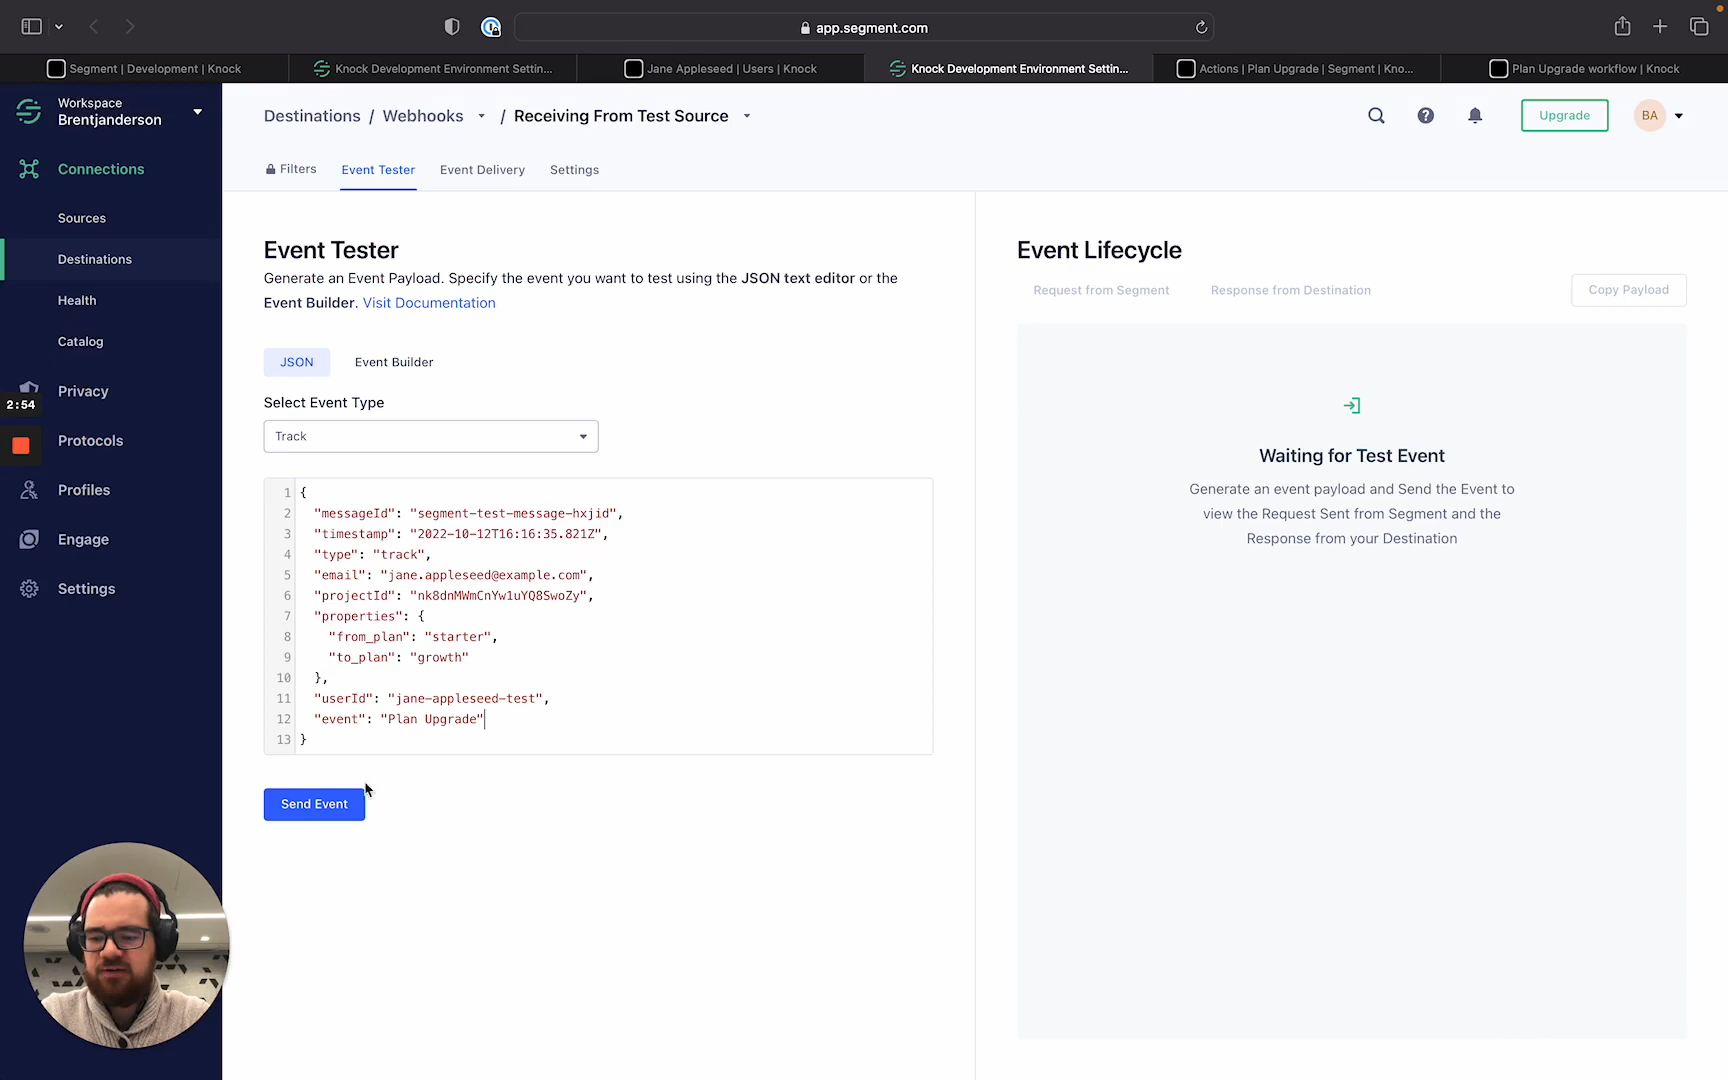 app.segment.com
Segment | Development | Knock
Knock Development Environment Settin...
Jane Appleseed | Users | Knock
Knock Development Environment Settin...
Actions | Plan Upgrade | Segment | Kno...
Plan Upgrade workflow | Knock
Workspace
Brentjanderson
Destinations / Webhooks / Receiving From Test Source
Upgrade
BA
Connections
Filters
Event Tester
Event Delivery
Settings
Sources
Destinations
Health
Catalog
Privacy
2:54
Protocols
Profiles
Engage
Settings
Event Tester
Generate an Event Payload. Specify the event you want to test using the JSON text editor or the
Event Builder. Visit Documentation
JSON
Event Builder
Select Event Type
Track
1 {
2 "messageId": "segment-test-message-hxjid",
3 "timestamp": "2022-10-12T16:16:35.821Z",
4 "type": "track",
5 "email": "jane.appleseed@example.com",
6 "projectId": "nk8dnMWmCnYw1uYQ8SwoZy",
7 "properties": {
8 "from_plan": "starter",
9 "to_plan": "growth"
10 },
11 "userId": "jane-appleseed-test",
12 "event": "Plan Upgrade"
13 }
Send Event
Event Lifecycle
Request from Segment
Response from Destination
Copy Payload
Waiting for Test Event
Generate an event payload and Send the Event to
view the Request Sent from Segment and the
Response from your Destination